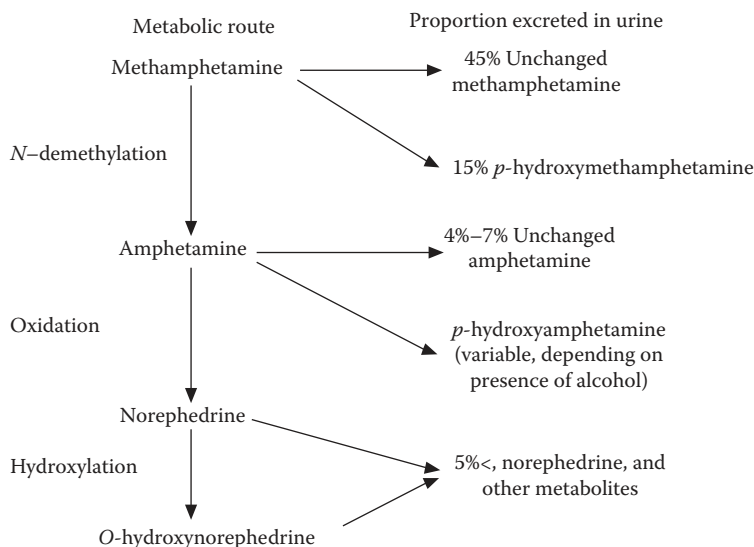 Metabolic route
Proportion excreted in urine
Methamphetamine
45% Unchanged
methamphetamine
N–demethylation
15% p-hydroxymethamphetamine
Amphetamine
4%–7% Unchanged
amphetamine
Oxidation
p-hydroxyamphetamine
(variable, depending on
presence of alcohol)
Norephedrine
Hydroxylation
5%<, norephedrine, and
other metabolites
O-hydroxynorephedrine